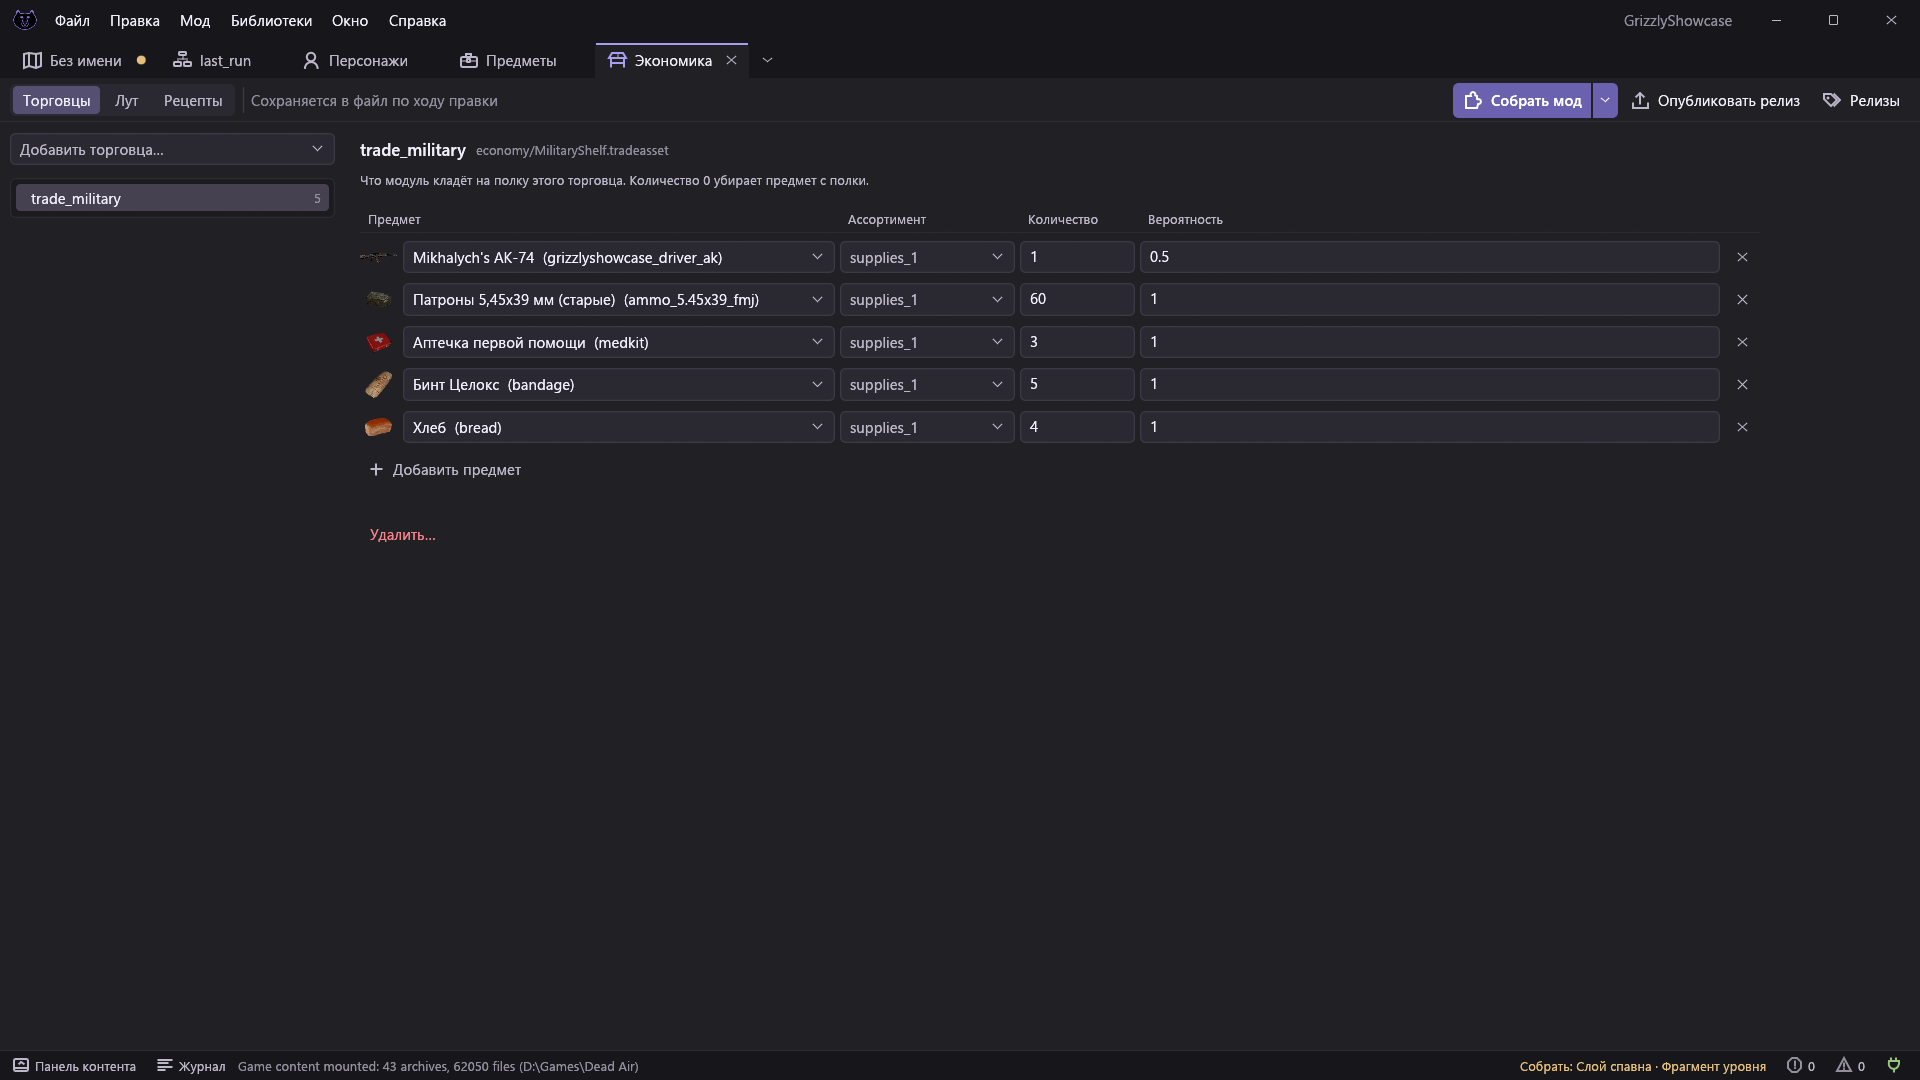 Файл Правка Мод Библиотеки Окно Справка GrizzlyShowcase
Без имени last_run Персонажи Предметы Экономика
Торговцы Лут Рецепты Сохраняется в файл по ходу правки Собрать мод Опубликовать релиз Релизы
Добавить торговца...
trade_military 5
trade_military economy/MilitaryShelf.tradeasset
Что модуль кладёт на полку этого торговца. Количество 0 убирает предмет с полки.
Предмет Ассортимент Количество Вероятность
Mikhalych's AK-74 (grizzlyshowcase_driver_ak) supplies_1 1 0.5
Патроны 5,45x39 мм (старые) (ammo_5.45x39_fmj) supplies_1 60 1
Аптечка первой помощи (medkit) supplies_1 3 1
Бинт Целокс (bandage) supplies_1 5 1
Хлеб (bread) supplies_1 4 1
Добавить предмет
Удалить...
Панель контента Журнал Game content mounted: 43 archives, 62050 files (D:\Games\Dead Air) Собрать: Слой спавна · Фрагмент уровня 0 0